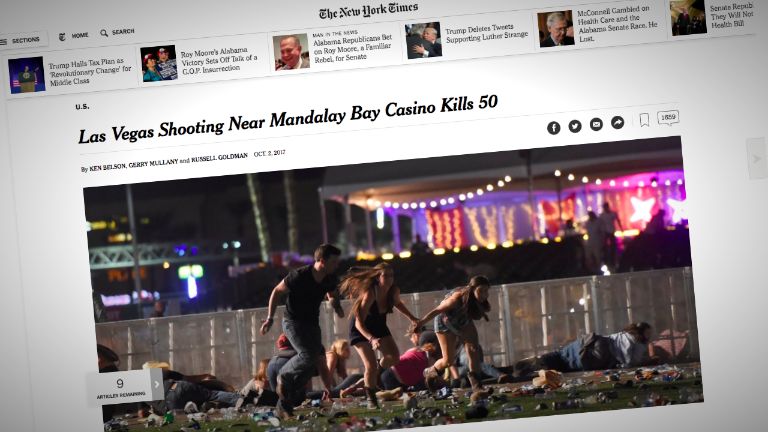 The New York Times
SECTIONS
HOME
SEARCH
Trump Hails Tax Plan as
'Revolutionary Change' for
Middle Class
Roy Moore's Alabama
Victory Sets Off Talk of a
G.O.P. Insurrection
MAN IN THE NEWS
Alabama Republicans Bet
on Roy Moore, a Familiar
Rebel, for Senate
Trump Deletes Tweets
Supporting Luther Strange
McConnell Gambled on
Health Care and the
Alabama Senate Race. He
Lost.
Senate Repub
They Will Not
Health Bill
U.S.
Las Vegas Shooting Near Mandalay Bay Casino Kills 50
By KEN BELSON, GERRY MULLANY and RUSSELL GOLDMAN OCT. 2, 2017
1659
9
ARTICLES REMAINING